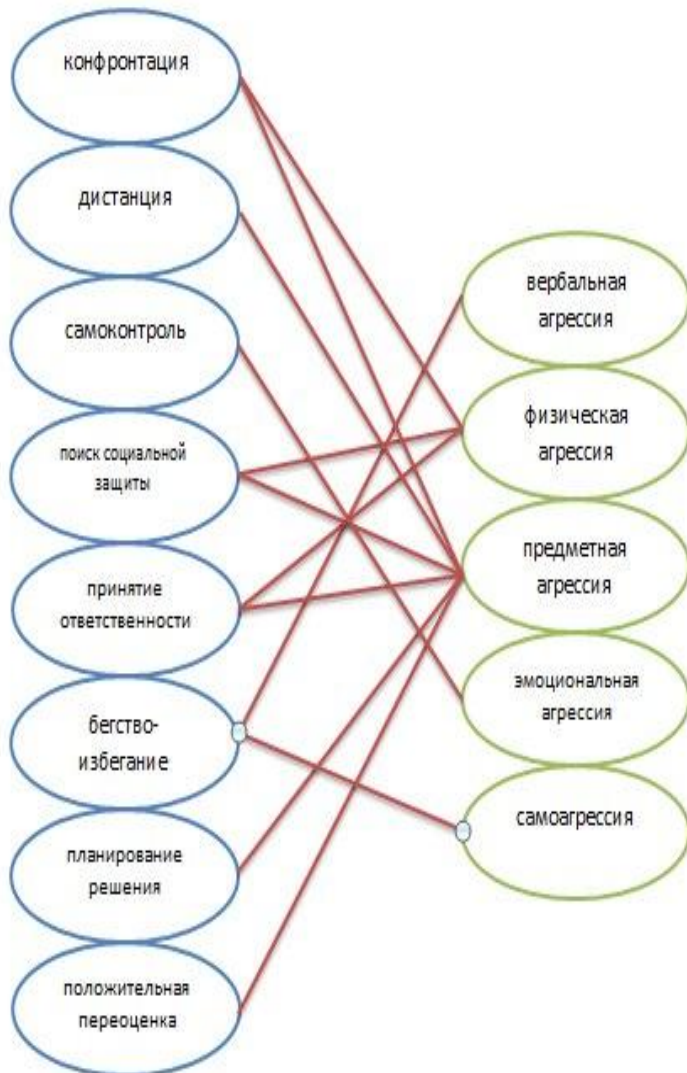 конфронтация
дистанция
самоконтроль
поиск социальной
защиты
принятие
ответственности
бегство-
избегание
планирование
решения
положительная
переоценка
вербальная
агрессия
физическая
агрессия
предметная
агрессия
эмоциональная
агрессия
самоагрессия